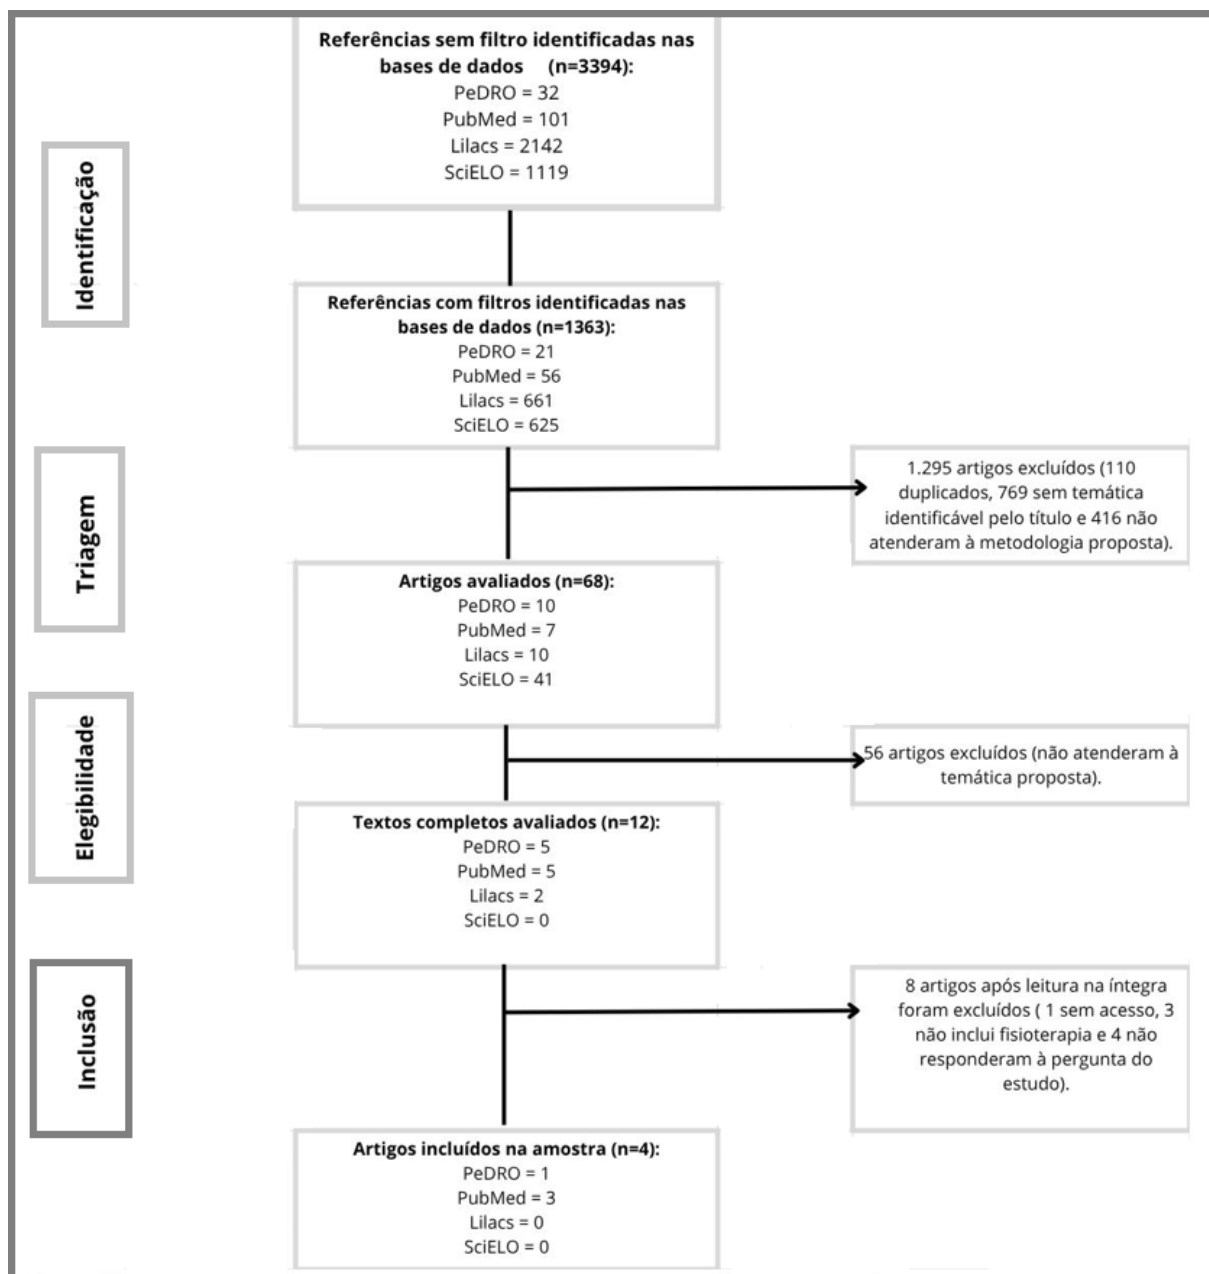 Referências sem filtro identificadas nas
bases de dados (n=3394):
PeDRO = 32
PubMed = 101
Lilacs = 2142
SciELO = 1119
Identificação
Referências com filtros identificadas nas
bases de dados (n=1363):
PeDRO = 21
PubMed = 56
Lilacs = 661
SciELO = 625
Triagem
1.295 artigos excluídos (110
duplicados, 769 sem temática
identificável pelo título e 416 não
atenderam à metodologia proposta).
Artigos avaliados (n=68):
PeDRO = 10
PubMed = 7
Lilacs = 10
SciELO = 41
Elegibilidade
56 artigos excluídos (não atenderam à
temática proposta).
Textos completos avaliados (n=12):
PeDRO = 5
PubMed = 5
Lilacs = 2
SciELO = 0
Inclusão
8 artigos após leitura na íntegra
foram excluídos ( 1 sem acesso, 3
não inclui fisioterapia e 4 não
responderam à pergunta do
estudo).
Artigos incluídos na amostra (n=4):
PeDRO = 1
PubMed = 3
Lilacs = 0
SciELO = 0